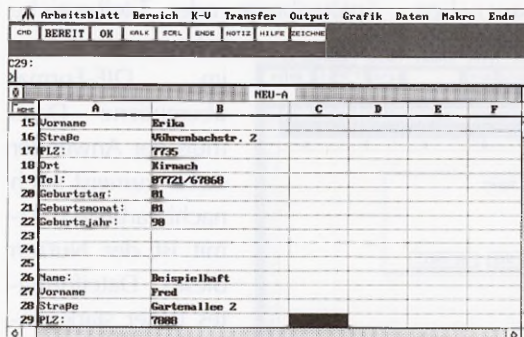 Arbeitsblatt Bereich K-U Transfer Output Grafik Daten Makro Ende
CMD BEREIT OK KALK SCRL ENDE NOTIZ HILFE ZEICHNE
C29:
NEU-A
HOME A B C D E F
15 Vorname Erika
16 Straße Vöhrenbachstr. 2
17 PLZ: 7735
18 Ort Kirnach
19 Tel: 07721/67868
20 Geburtstag: 01
21 Geburtsmonat: 01
22 Geburtsjahr: 90
23
24
25
26 Name: Beispielhaft
27 Vorname Fred
28 Straße Gartenallee 2
29 PLZ: 7000